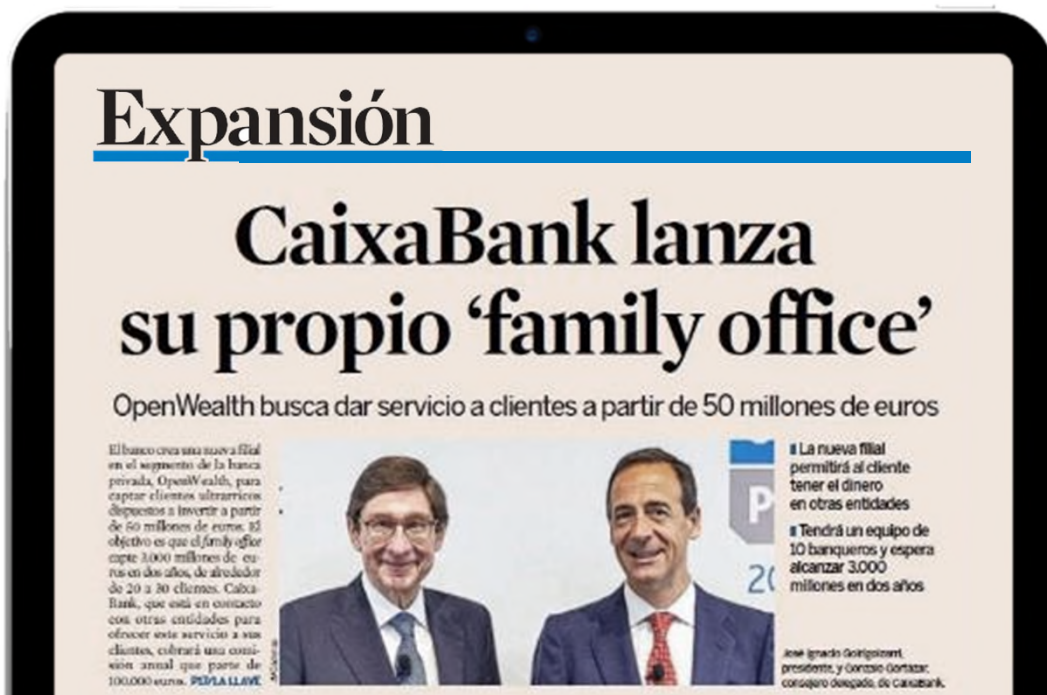 Expansión
CaixaBank lanza
su propio ‘family office’
OpenWealth busca dar servicio a clientes a partir de 50 millones de euros
El banco crea una nueva filial
en el segmento de la banca
privada, OpenWealth, para
captar clientes ultrarricos
dispuestos a invertir a partir
de 50 millones de euros. El
objetivo es que el family office
capte 3.000 millones de eu-
ros en dos años, de alrededor
de 20 a 30 clientes. Caixa-
Bank, que está en contacto
con otras entidades para
ofrecer este servicio a sus
clientes, cobrará una comi-
sión anual que parte de
100.000 euros. LA LLAVE
P
20
La nueva filial
permitirá al cliente
tener el dinero
en otras entidades
Tendrá un equipo de
10 banqueros y espera
alcanzar 3.000
millones en dos años
José Ignacio Goirigolzarri,
presidente, y Gonzalo Gortázar,
consejero delegado, de CaixaBank.